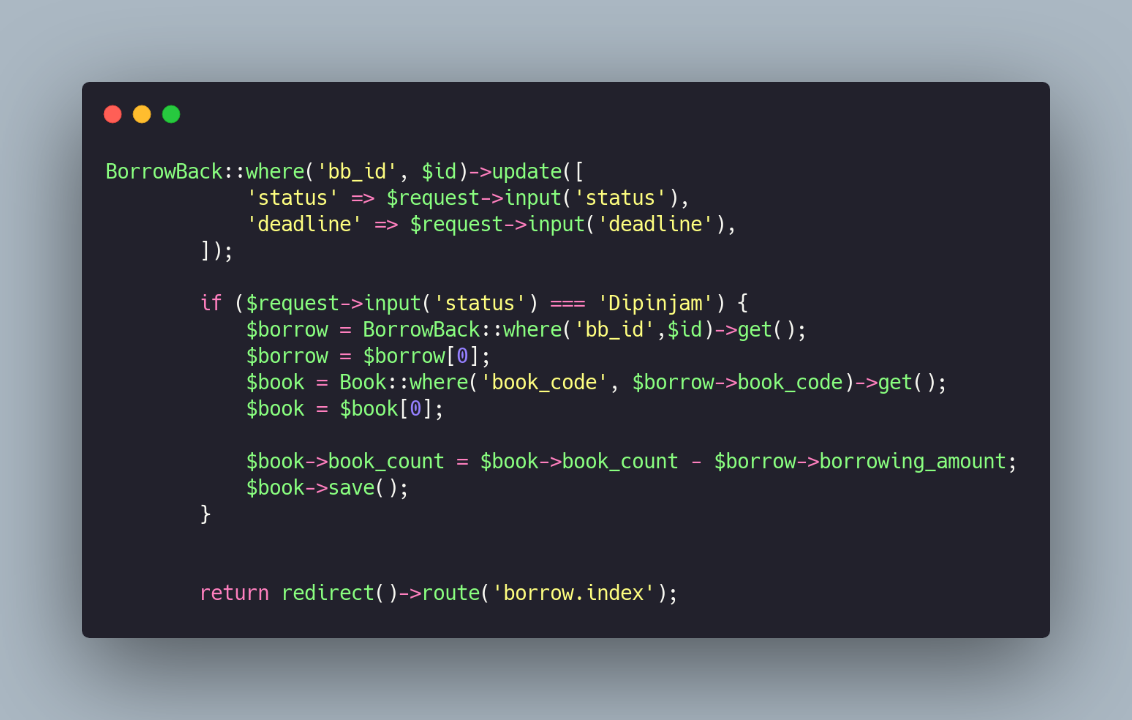 BorrowBack::where('bb_id', $id)->update([
            'status' => $request->input('status'),
            'deadline' => $request->input('deadline'),
        ]);

        if ($request->input('status') === 'Dipinjam') {
            $borrow = BorrowBack::where('bb_id',$id)->get();
            $borrow = $borrow[0];
            $book = Book::where('book_code', $borrow->book_code)->get();
            $book = $book[0];

            $book->book_count = $book->book_count - $borrow->borrowing_amount;
            $book->save();
        }


        return redirect()->route('borrow.index');